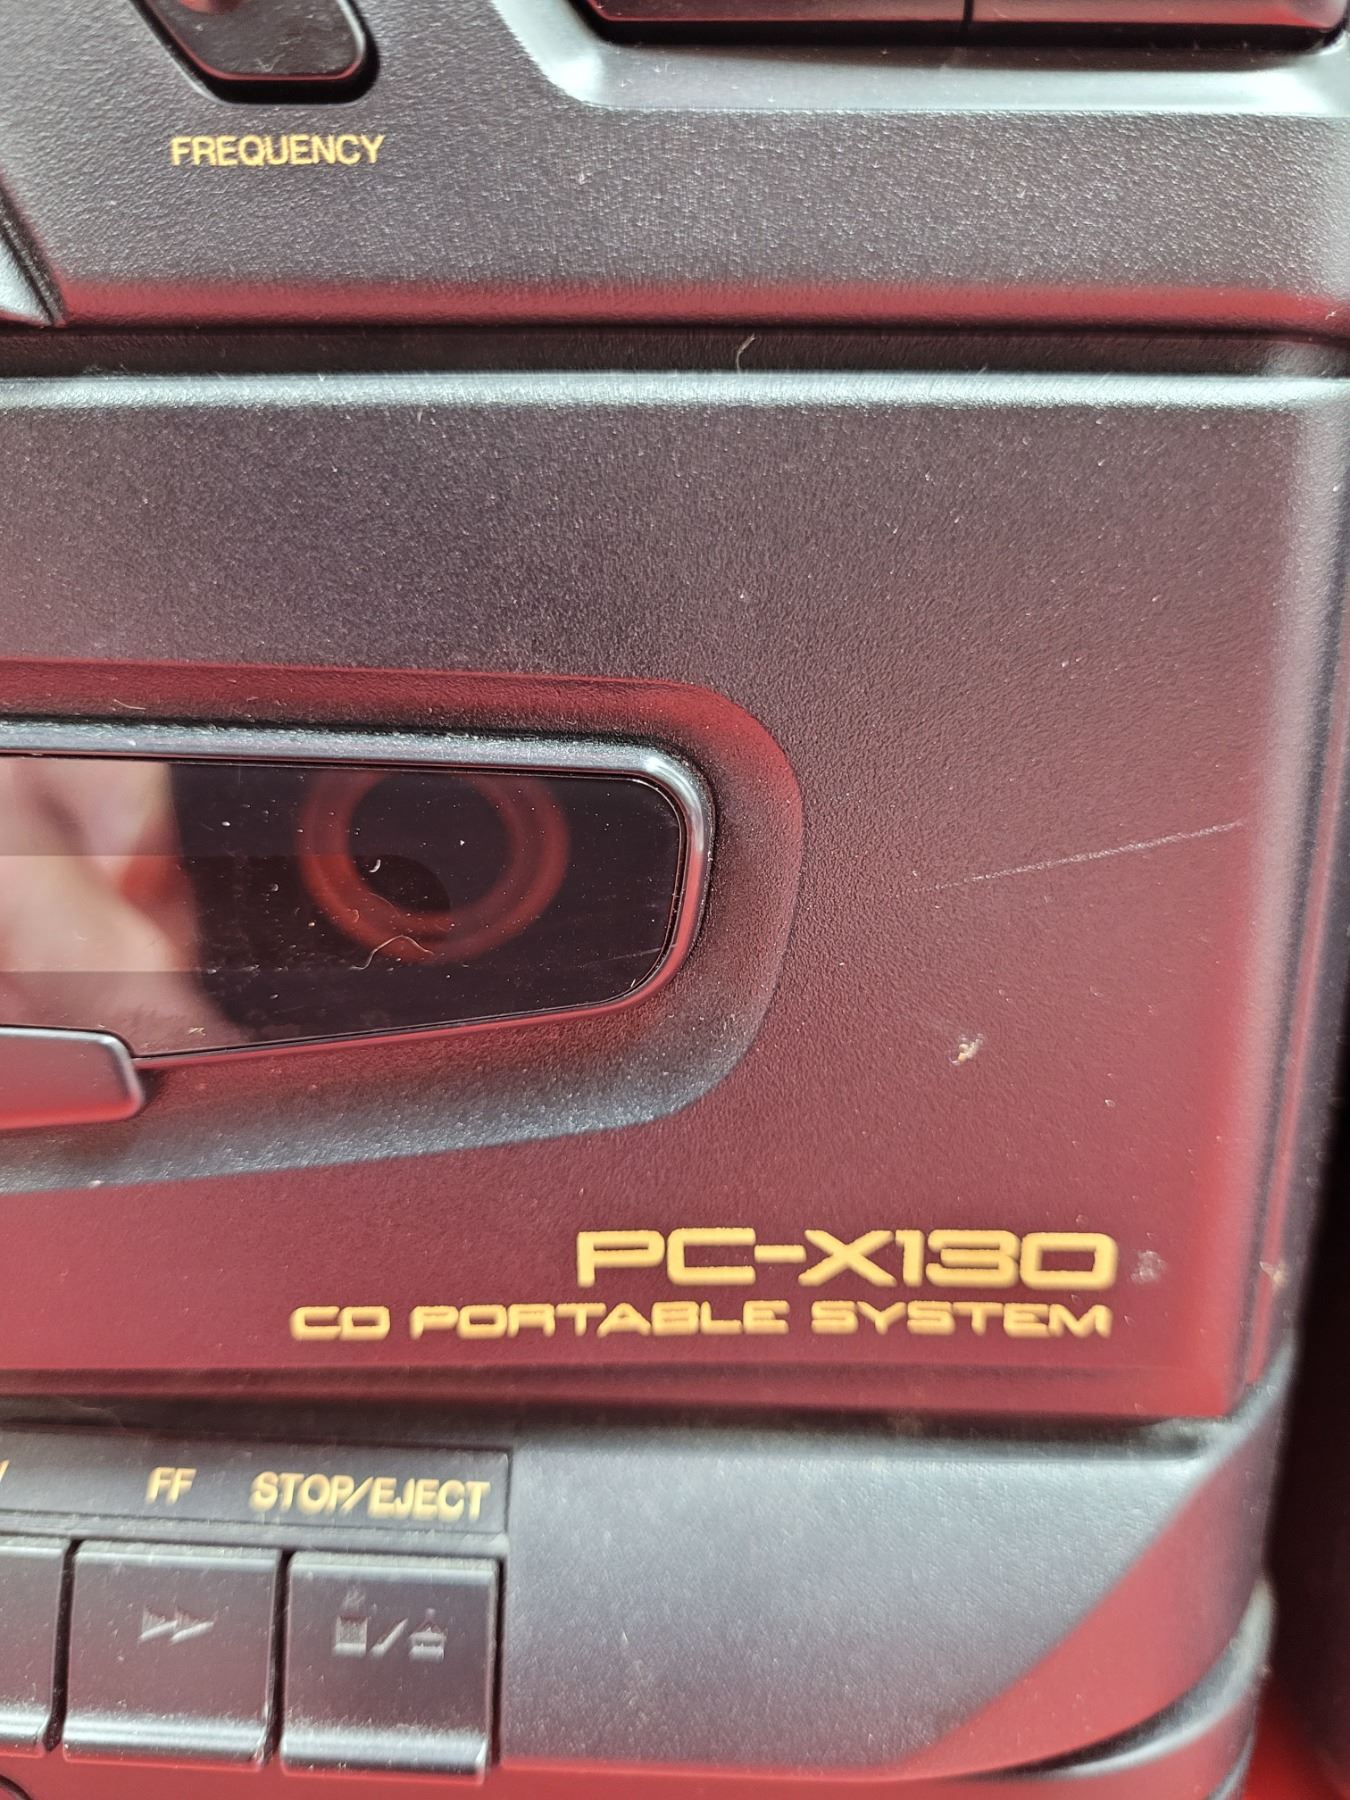 FREQUENCY
PC-X130
CD PORTABLE SYSTEM
FF STOP/EJECT